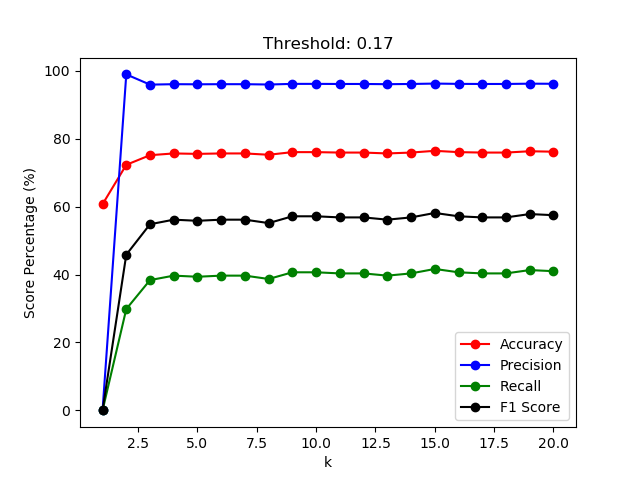 Threshold: 0.17
Score Percentage (%)
100
80
60
40
20
0
2.5 5.0 7.5 10.0 12.5 15.0 17.5 20.0
k
Accuracy
Precision
Recall
F1 Score